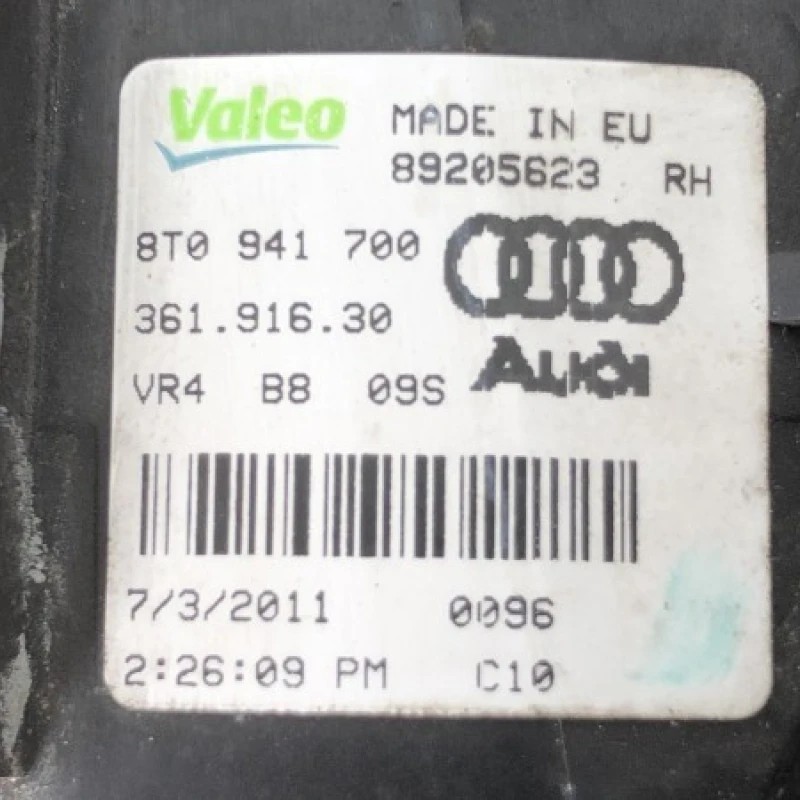 Valeo MADE IN EU
89205623 RH
8T0 941 700
361.916.30
Audi
VR4 B8 09S
7/3/2011 0096
2:26:09 PM C10